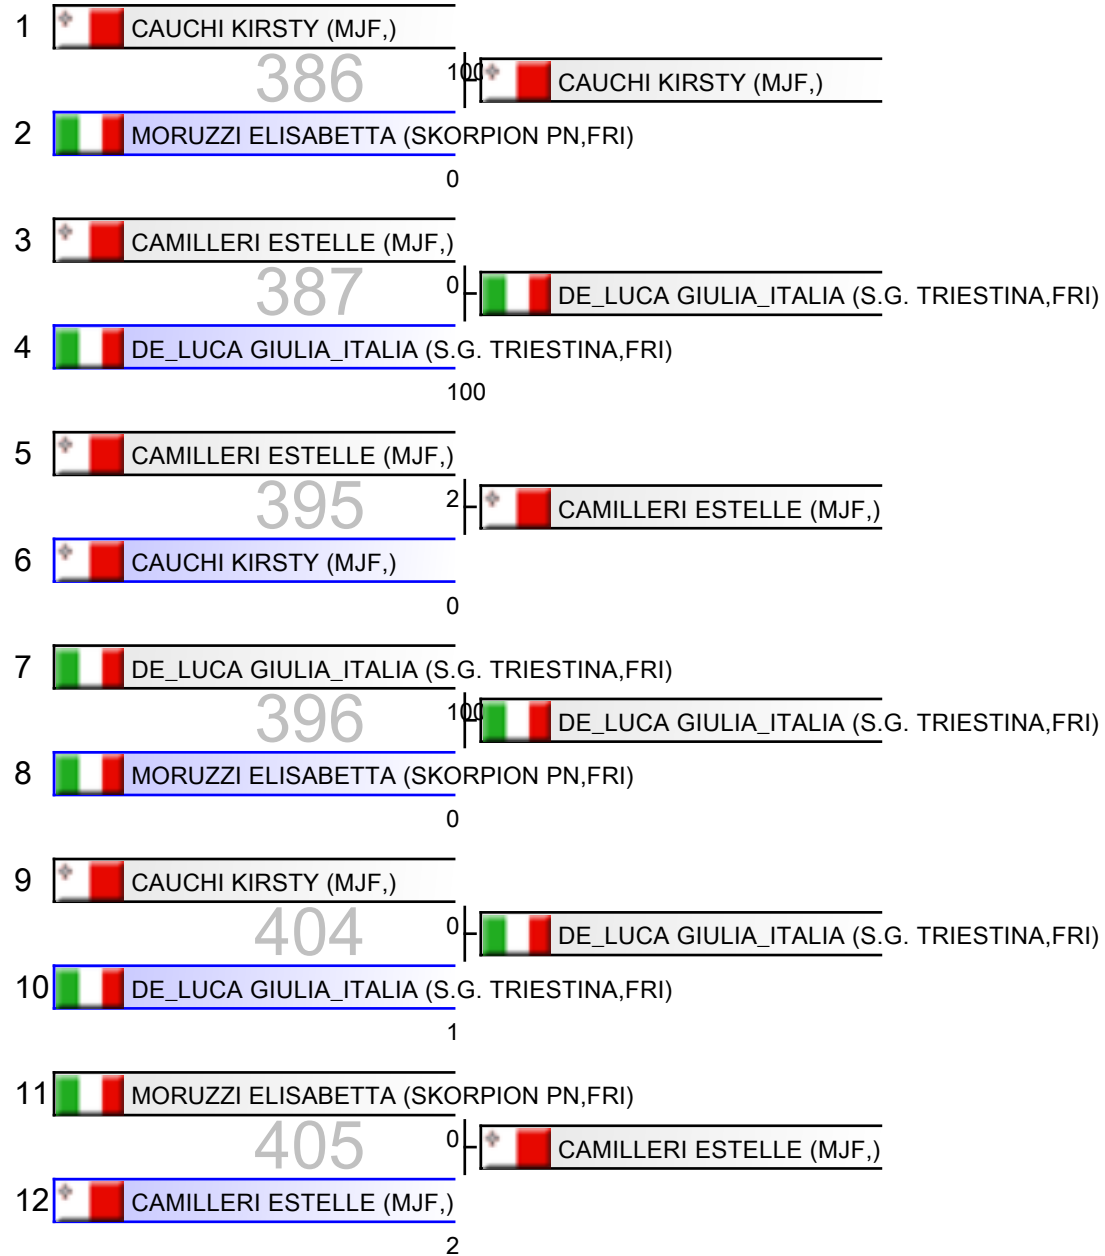 1 CAUCHI KIRSTY (MJF,)
386 100 CAUCHI KIRSTY (MJF,)
2 MORUZZI ELISABETTA (SKORPION PN,FRI)
0
3 CAMILLERI ESTELLE (MJF,)
387 0 DE_LUCA GIULIA_ITALIA (S.G. TRIESTINA,FRI)
4 DE_LUCA GIULIA_ITALIA (S.G. TRIESTINA,FRI)
100
5 CAMILLERI ESTELLE (MJF,)
395 2 CAMILLERI ESTELLE (MJF,)
6 CAUCHI KIRSTY (MJF,)
0
7 DE_LUCA GIULIA_ITALIA (S.G. TRIESTINA,FRI)
396 100 DE_LUCA GIULIA_ITALIA (S.G. TRIESTINA,FRI)
8 MORUZZI ELISABETTA (SKORPION PN,FRI)
0
9 CAUCHI KIRSTY (MJF,)
404 0 DE_LUCA GIULIA_ITALIA (S.G. TRIESTINA,FRI)
10 DE_LUCA GIULIA_ITALIA (S.G. TRIESTINA,FRI)
1
11 MORUZZI ELISABETTA (SKORPION PN,FRI)
405 0 CAMILLERI ESTELLE (MJF,)
12 CAMILLERI ESTELLE (MJF,)
2